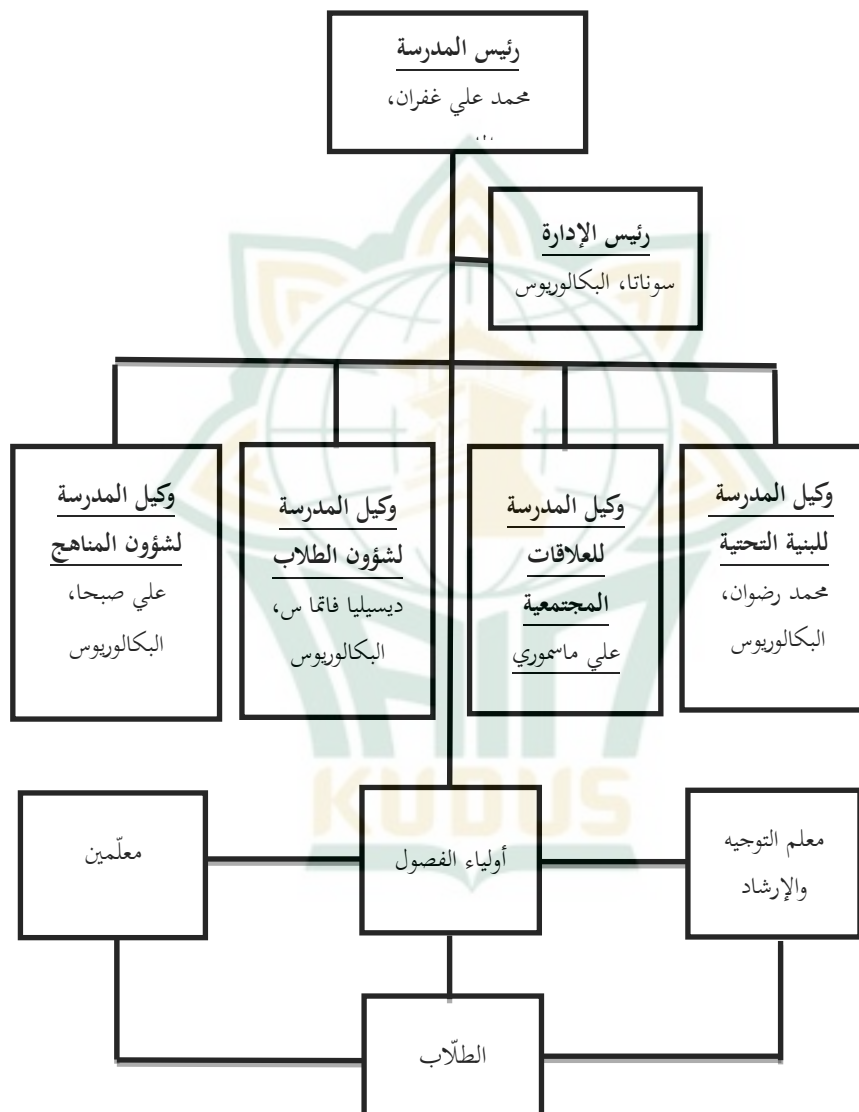 رئيس المدرسة
محمد علي غفران،
رئيس الإدارة
سوناتا، البكالوريوس
وكيل المدرسة
للبنية التحتية
محمد رضوان،
البكالوريوس
وكيل المدرسة
للعلاقات
المجتمعية
علي ماسموري
وكيل المدرسة
لشؤون الطلاب
ديسيليا فاتما س،
البكالوريوس
وكيل المدرسة
لشؤون المناهج
علي صبحا،
البكالوريوس
معلم التوجيه
والإرشاد
أولياء الفصول
معلّمين
الطلّاب
KUDUS